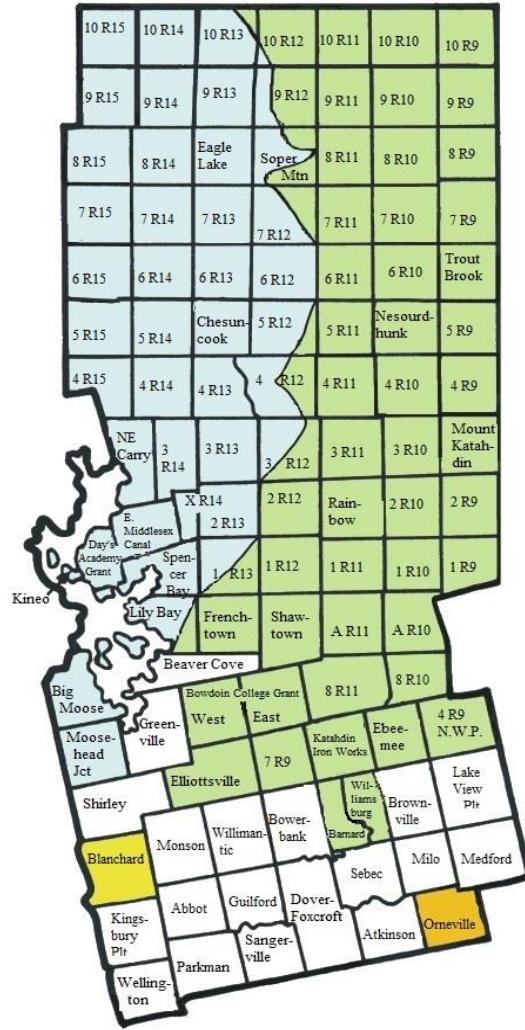 10 R15 10 R14 10 R13 10 R12 10 R11 10 R10 10 R9
9 R15 9 R14 9 R13 9 R12 9 R11 9 R10 9 R9
8 R15 8 R14 Eagle
Lake
Soper
Mtn
8 R11 8 R10 8 R9
7 R15 7 R14 7 R13 7 R12 7 R11 7 R10 7 R9
6 R15 6 R14 6 R13 6 R12 6 R11 6 R10 Trout
Brook
5 R15 5 R14 Chesun-
cook
5 R12 5 R11 Nesourd-
hunk
5 R9
4 R15 4 R14 4 R13 4 R12 4 R11 4 R10 4 R9
NE
Carry
3
R14
3 R13 3 R12 3 R11 3 R10 Mount
Katah-
din
X R14 2 R13 2 R12 Rain-
bow
2 R10 2 R9
E.
Middlesex
Canal
Day's
Academy
Grant
Spen-
cer
Bay
1 R13 1 R12 1 R11 1 R10 1 R9
Kineo
Lily Bay
French-
town
Shaw-
town
A R11 A R10
Beaver Cove
Big
Moose
Green-
ville
Bowdoin College Grant
West East
8 R11 8 R10
Moose-
head
Jct
Elliottsville
7 R9
Katahdin
Iron Works
Ebee-
mee
4 R9
N.W.P.
Shirley
Monson
Williman-
tic
Bower-
bank
Barnard
Wil-
liams
burg
Brown-
ville
Lake
View
Plt
Blanchard
Abbot
Guilford
Dover-
Foxcroft
Sebec
Milo
Medford
Kings-
bury
Plt
Parkman
Sanger-
ville
Atkinson
Orneville
Welling-
ton